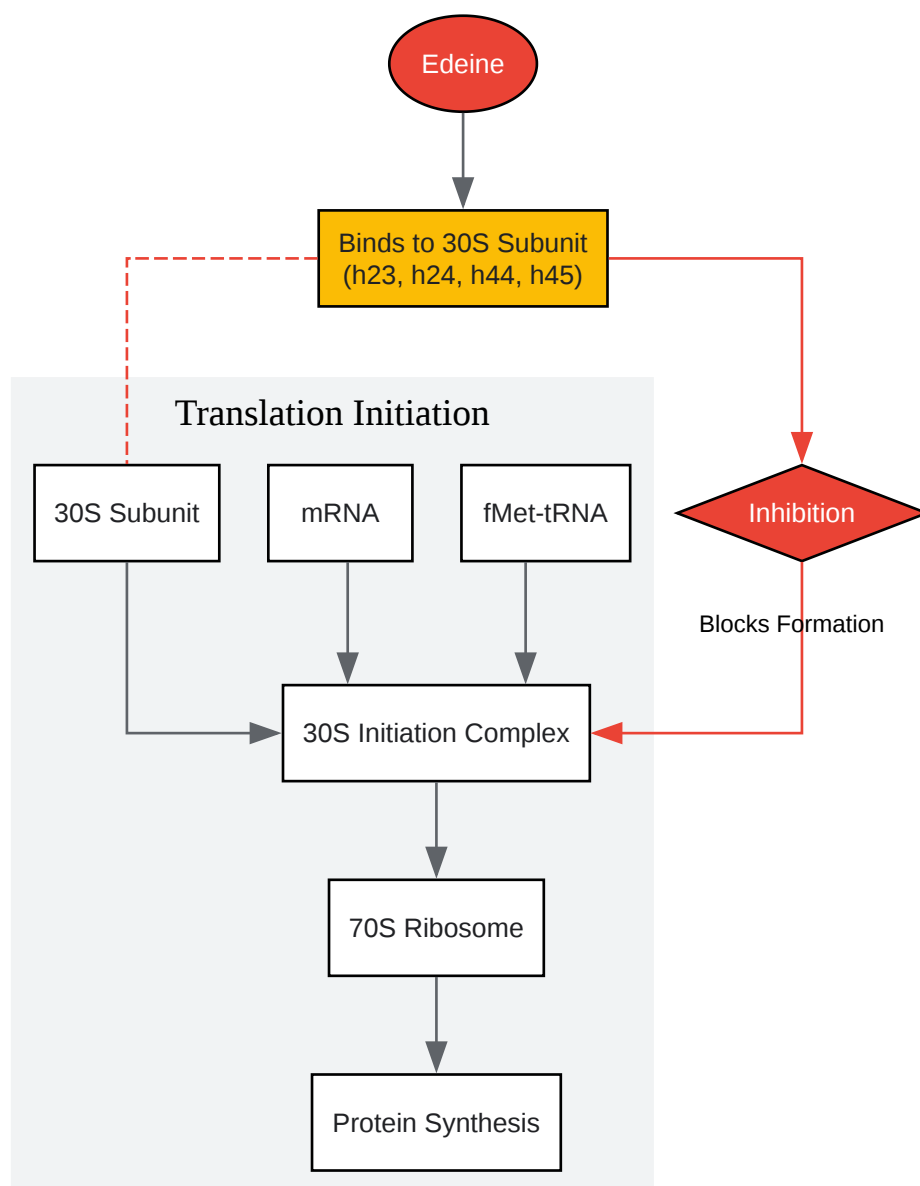 Edeine
Binds to 30S Subunit
(h23, h24, h44, h45)
Translation Initiation
30S Subunit
mRNA
fMet-tRNA
Inhibition
Blocks Formation
30S Initiation Complex
70S Ribosome
Protein Synthesis